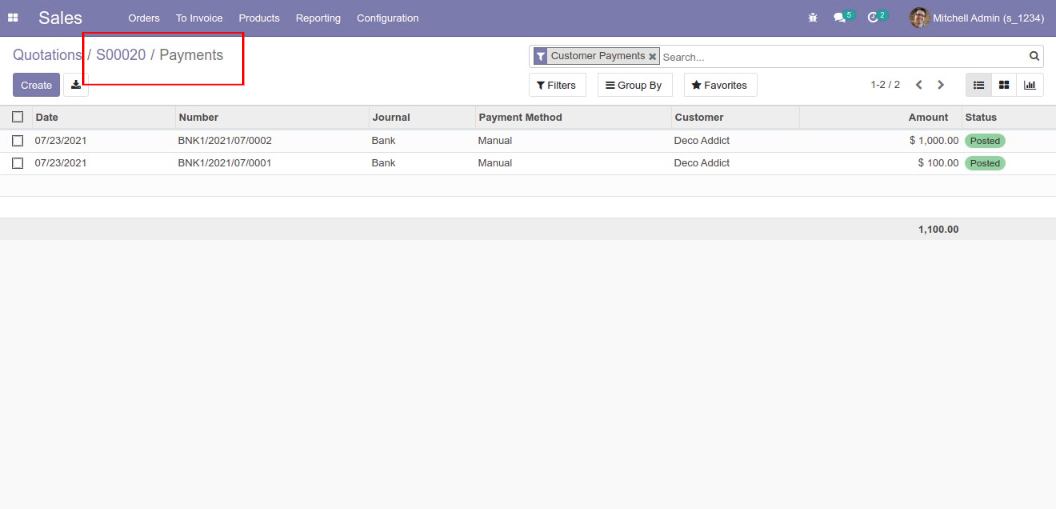 Sales Orders To Invoice Products Reporting Configuration 5 2 Mitchell Admin (s_1234)
Quotations / S00020 / Payments Customer Payments Search...
Create Filters Group By Favorites 1-2 / 2
Date Number Journal Payment Method Customer Amount Status
07/23/2021 BNK1/2021/07/0002 Bank Manual Deco Addict $ 1,000.00 Posted
07/23/2021 BNK1/2021/07/0001 Bank Manual Deco Addict $ 100.00 Posted
1,100.00